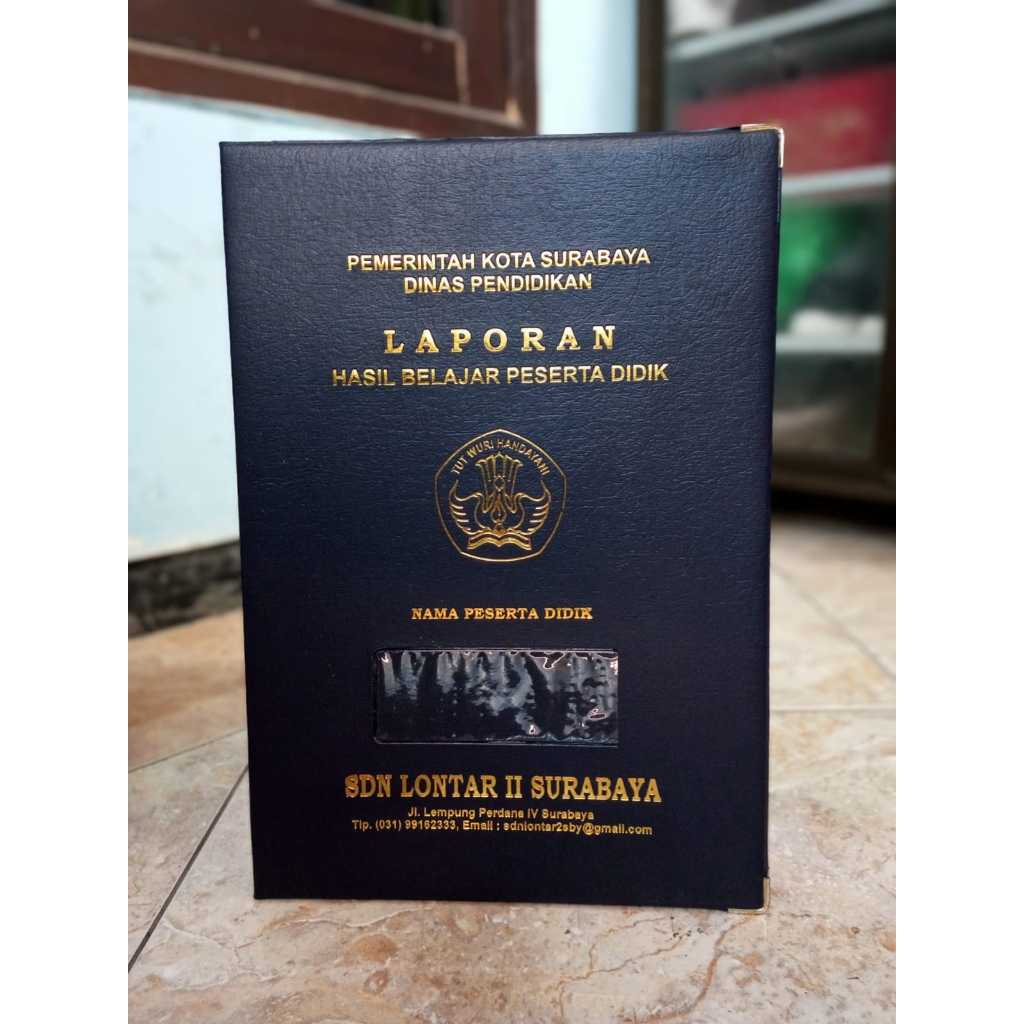 PEMERINTAH KOTA SURABAYA
DINAS PENDIDIKAN
LAPORAN
HASIL BELAJAR PESERTA DIDIK
TUT WURI HANDAYANI
NAMA PESERTA DIDIK
SDN LONTAR II SURABAYA
Jl. Lempung Perdana IV Surabaya
Tlp. (031) 99162333, Email : sdnlontar2sby@gmail.com